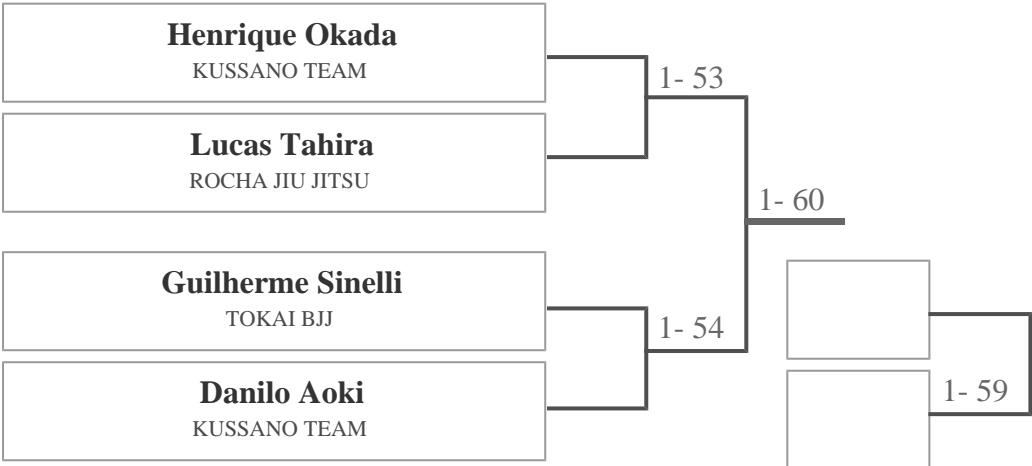 Henrique Okada
KUSSANO TEAM
1- 53
Lucas Tahira
ROCHA JIU JITSU
1- 60
Guilherme Sinelli
TOKAI BJJ
1- 54
Danilo Aoki
KUSSANO TEAM
1- 59